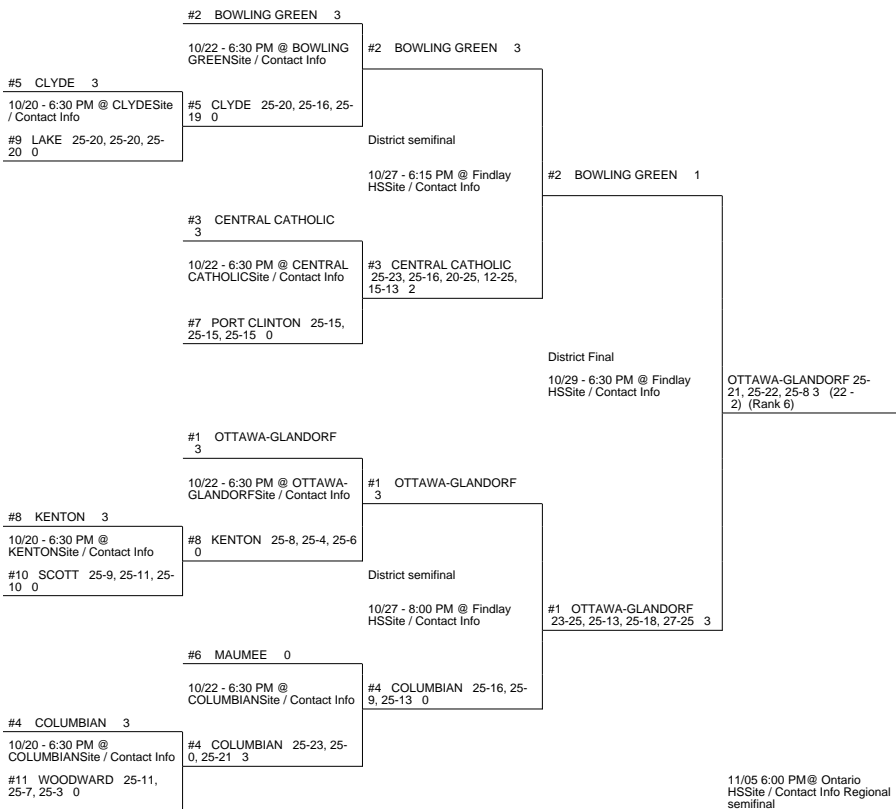 #2 BOWLING GREEN 3
10/22 - 6:30 PM @ BOWLING
GREENSite / Contact Info
#2 BOWLING GREEN 3
#5 CLYDE 3
10/20 - 6:30 PM @ CLYDESite
/ Contact Info
#5 CLYDE 25-20, 25-16, 25-
19 0
#9 LAKE 25-20, 25-20, 25-
20 0
District semifinal
10/27 - 6:15 PM @ Findlay
HSSite / Contact Info
#2 BOWLING GREEN 1
#3 CENTRAL CATHOLIC
3
10/22 - 6:30 PM @ CENTRAL
CATHOLICSite / Contact Info
#3 CENTRAL CATHOLIC
25-23, 25-16, 20-25, 12-25,
15-13 2
#7 PORT CLINTON 25-15,
25-15, 25-15 0
District Final
10/29 - 6:30 PM @ Findlay
HSSite / Contact Info
OTTAWA-GLANDORF 25-
21, 25-22, 25-8 3 (22 -
2) (Rank 6)
#1 OTTAWA-GLANDORF
3
10/22 - 6:30 PM @ OTTAWA-
GLANDORFSite / Contact Info
#1 OTTAWA-GLANDORF
3
#8 KENTON 3
10/20 - 6:30 PM @
KENTONSite / Contact Info
#8 KENTON 25-8, 25-4, 25-6
0
#10 SCOTT 25-9, 25-11, 25-
10 0
District semifinal
10/27 - 8:00 PM @ Findlay
HSSite / Contact Info
#1 OTTAWA-GLANDORF
23-25, 25-13, 25-18, 27-25 3
#6 MAUMEE 0
10/22 - 6:30 PM @
COLUMBIANSite / Contact Info
#4 COLUMBIAN 25-16, 25-
9, 25-13 0
#4 COLUMBIAN 3
10/20 - 6:30 PM @
COLUMBIANSite / Contact Info
#4 COLUMBIAN 25-23, 25-
0, 25-21 3
#11 WOODWARD 25-11,
25-7, 25-3 0
11/05 6:00 PM@ Ontario
HSSite / Contact Info Regional
semifinal